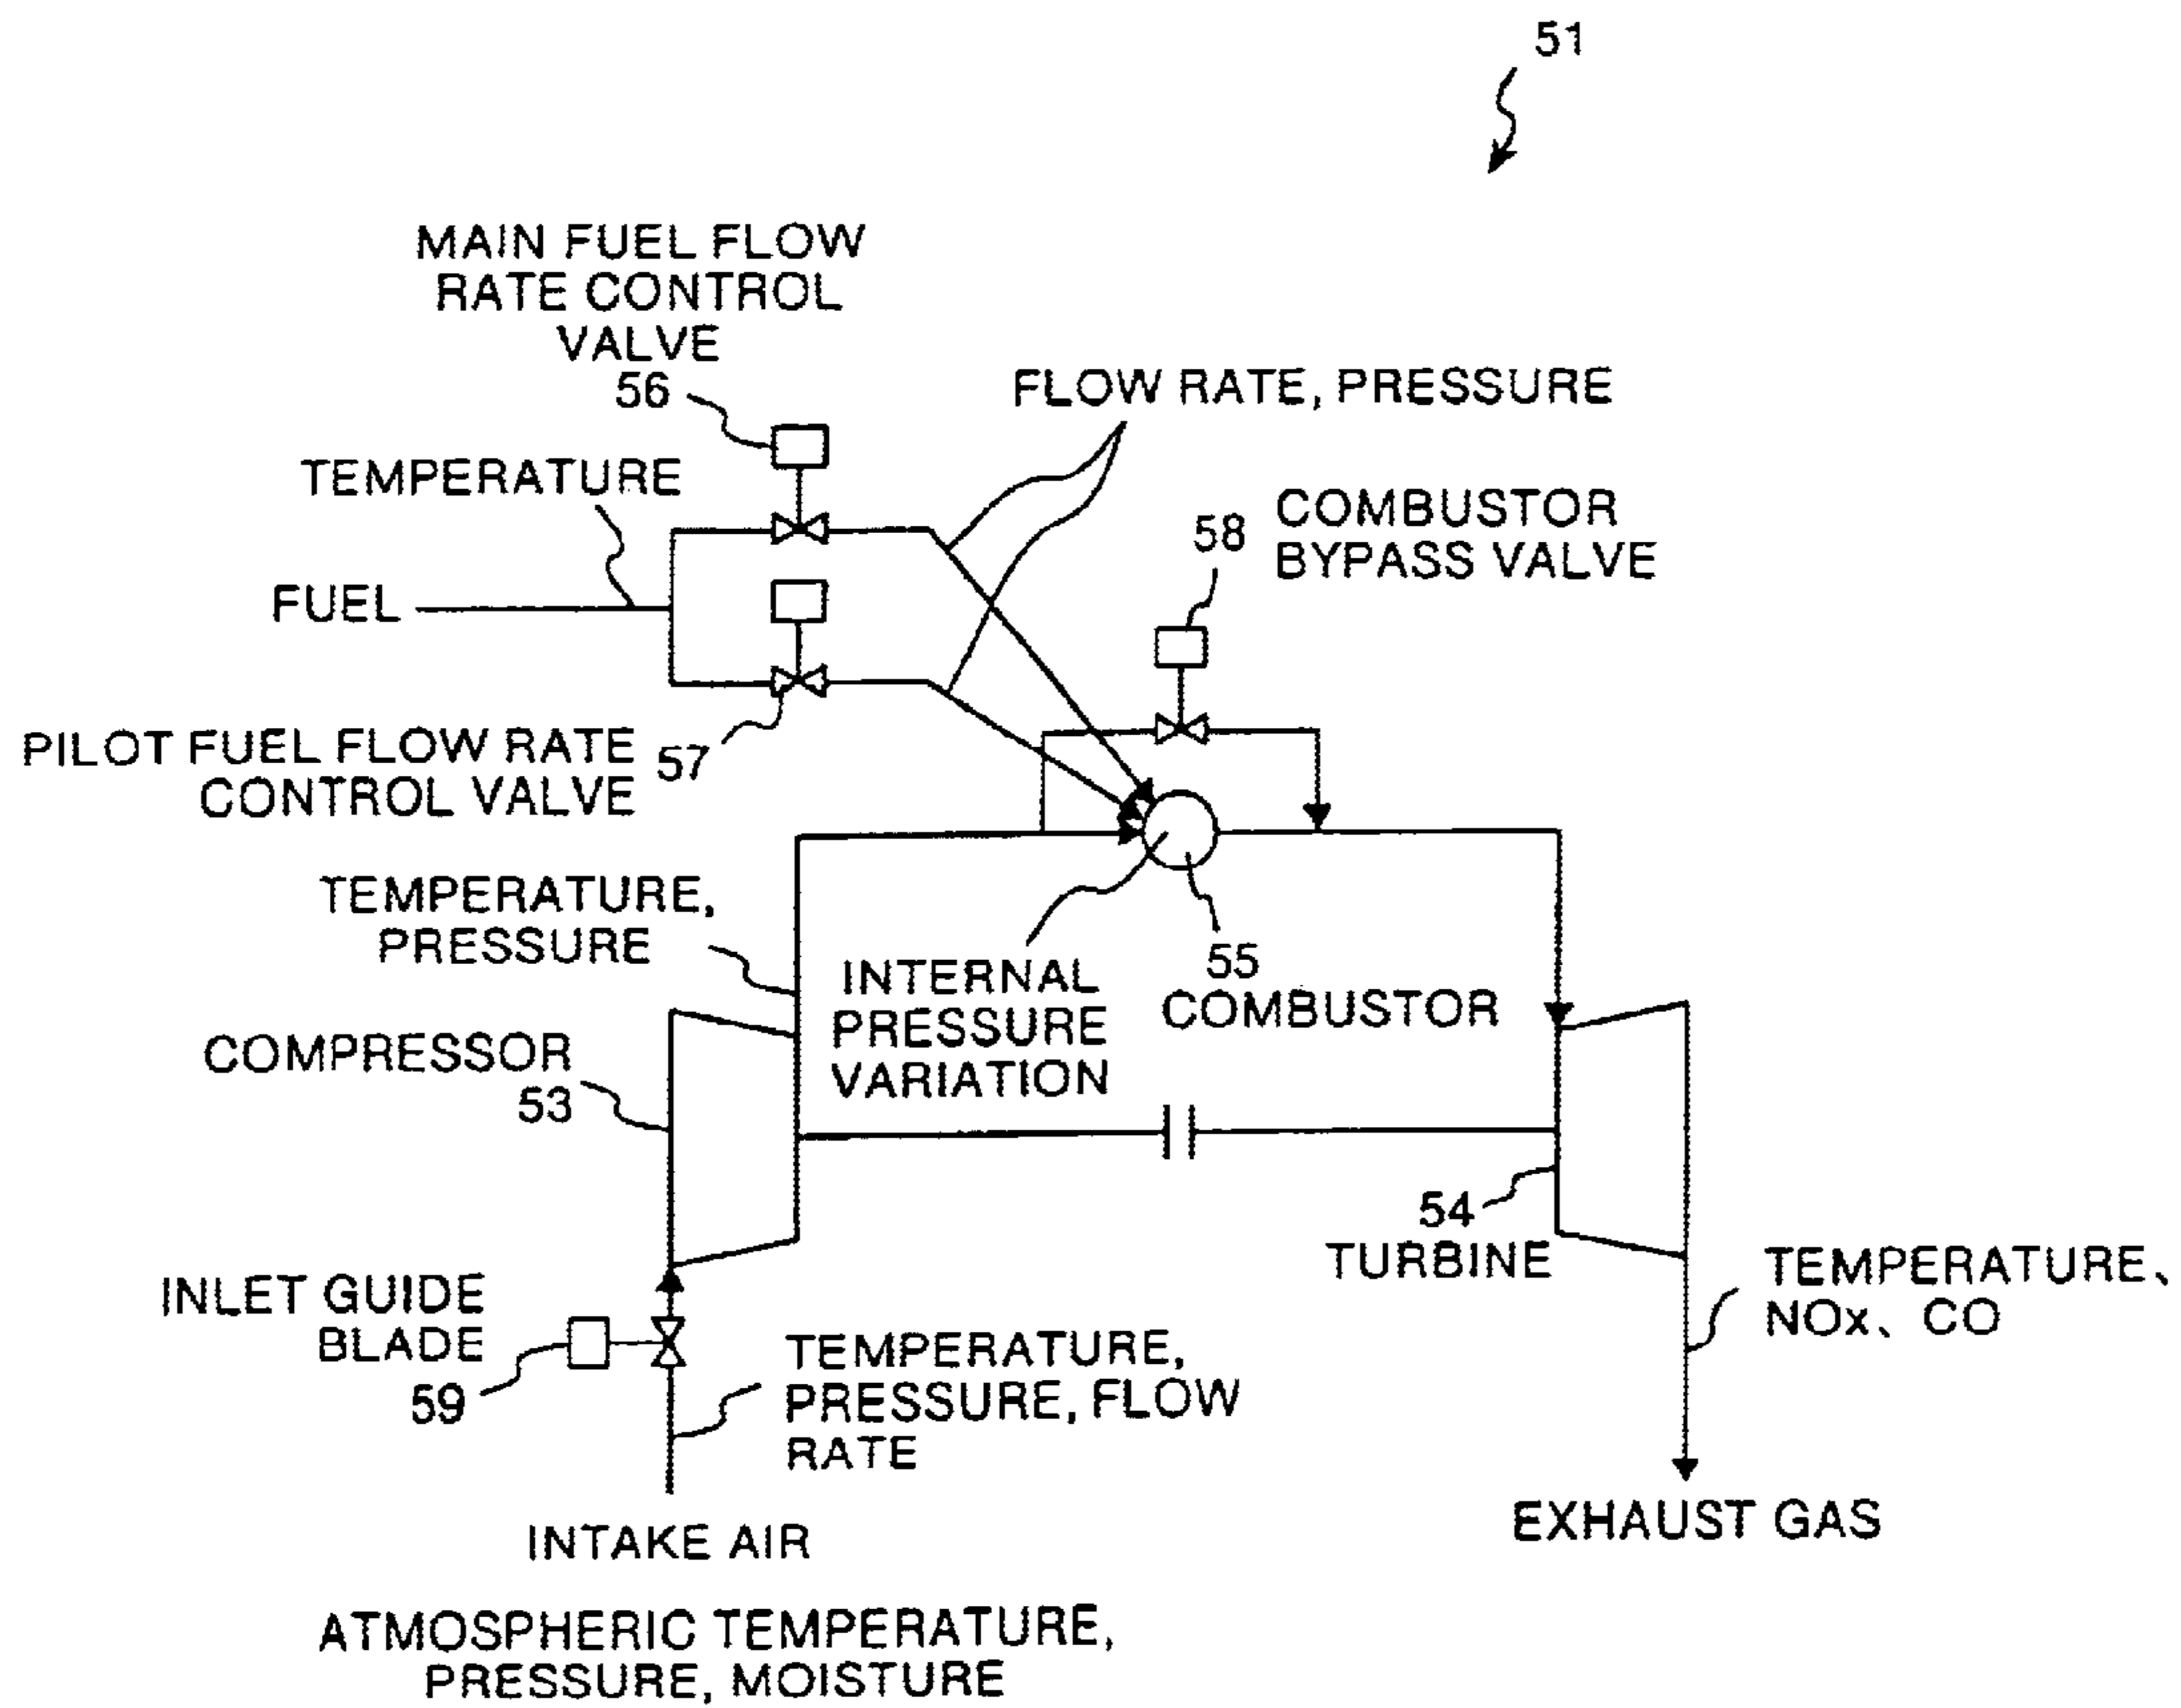 51
MAIN FUEL FLOW
RATE CONTROL
VALVE
56
FLOW RATE, PRESSURE
TEMPERATURE
COMBUSTOR
BYPASS VALVE
58
FUEL
PILOT FUEL FLOW RATE
CONTROL VALVE
57
TEMPERATURE,
PRESSURE
INTERNAL
PRESSURE
VARIATION
55
COMBUSTOR
COMPRESSOR
53
54
TURBINE
TEMPERATURE、
NOx、CO
INLET GUIDE
BLADE
59
TEMPERATURE,
PRESSURE, FLOW
RATE
INTAKE AIR
EXHAUST GAS
ATMOSPHERIC TEMPERATURE,
PRESSURE, MOISTURE